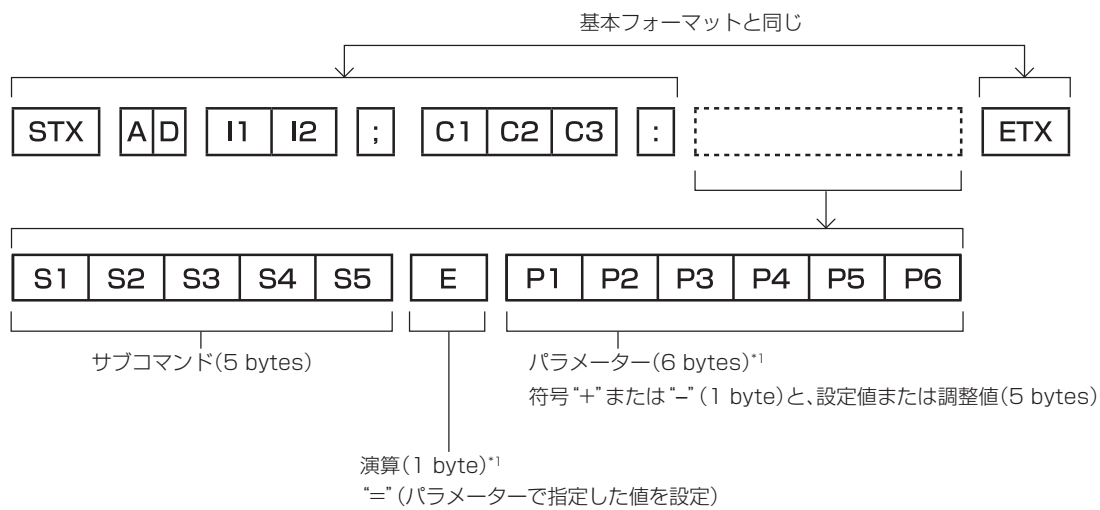 基本フォーマットと同じ
STX A D I1 I2 ; C1 C2 C3 : ETX
S1 S2 S3 S4 S5 E P1 P2 P3 P4 P5 P6
サブコマンド(5 bytes)
パラメーター(6 bytes)*1
符号"+"または"–"(1 byte)と、設定値または調整値(5 bytes)
演算(1 byte)*1
"="(パラメーターで指定した値を設定)